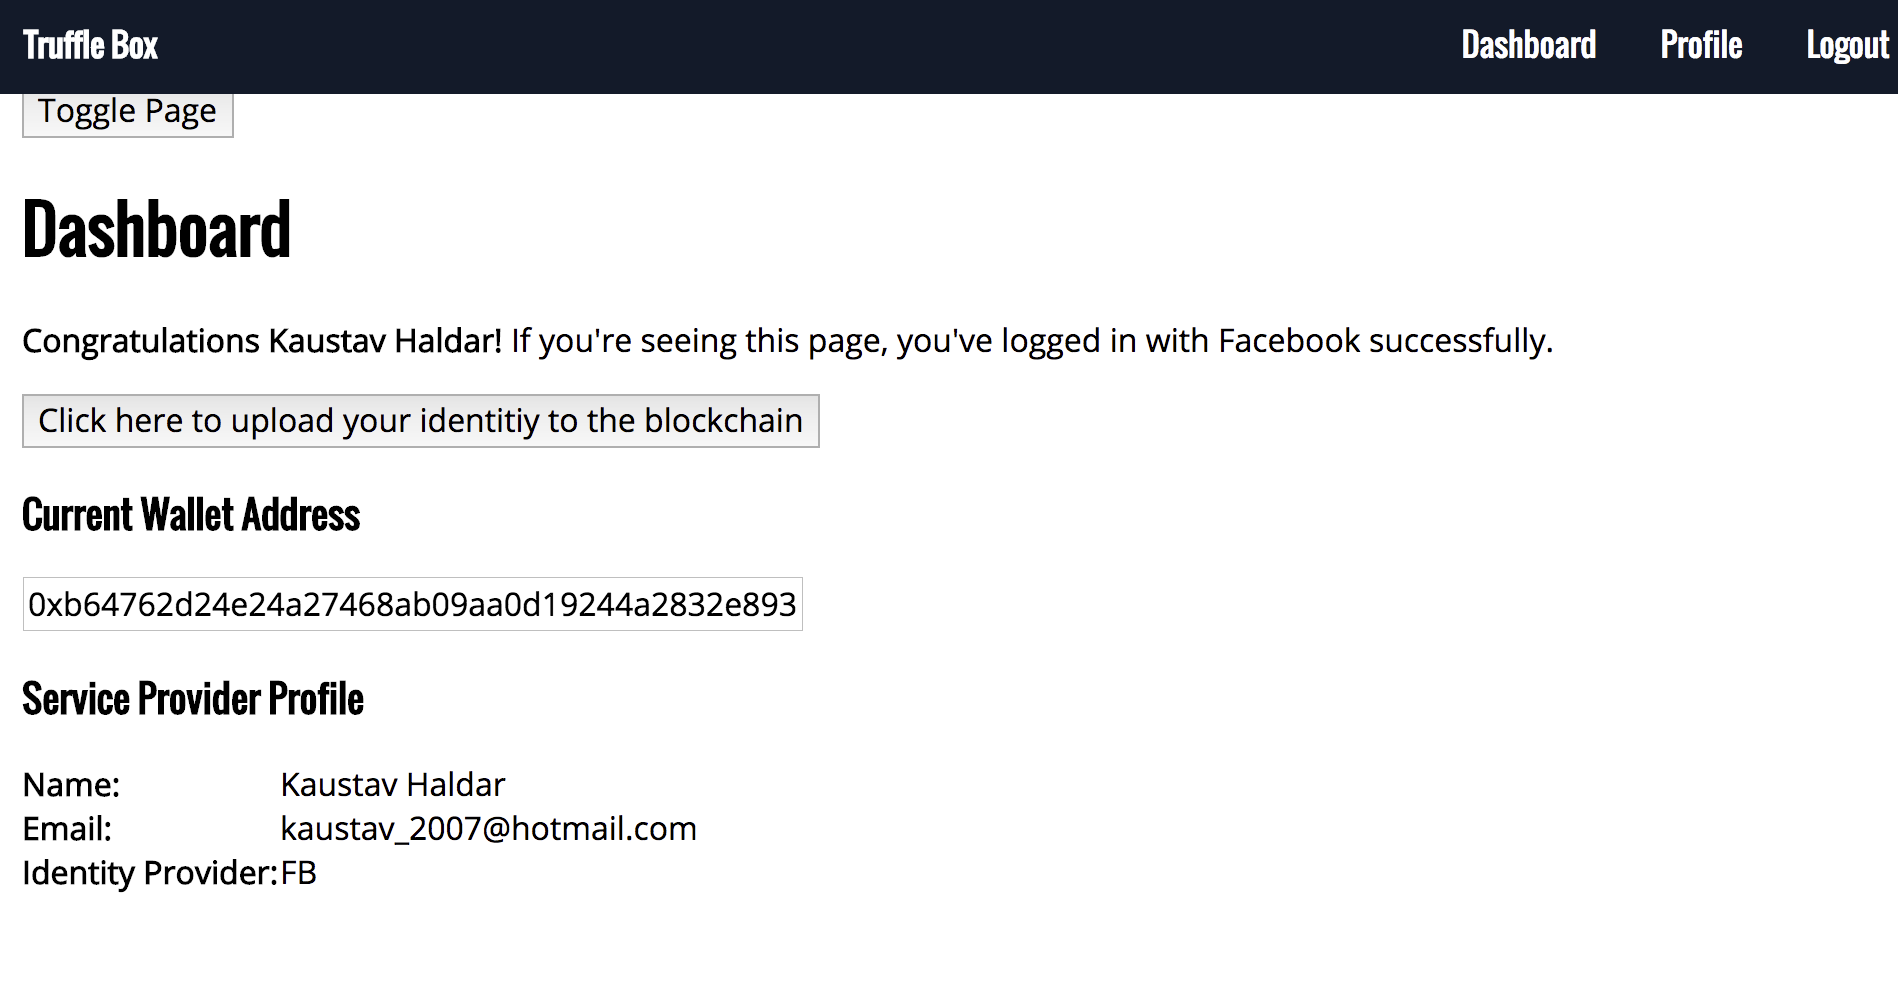 Truffle Box Dashboard Profile Logout
Toggle Page
Dashboard
Congratulations Kaustav Haldar! If you're seeing this page, you've logged in with Facebook successfully.
Click here to upload your identitiy to the blockchain
Current Wallet Address
0xb64762d24e24a27468ab09aa0d19244a2832e893
Service Provider Profile
Name: Kaustav Haldar
Email: kaustav_2007@hotmail.com
Identity Provider: FB